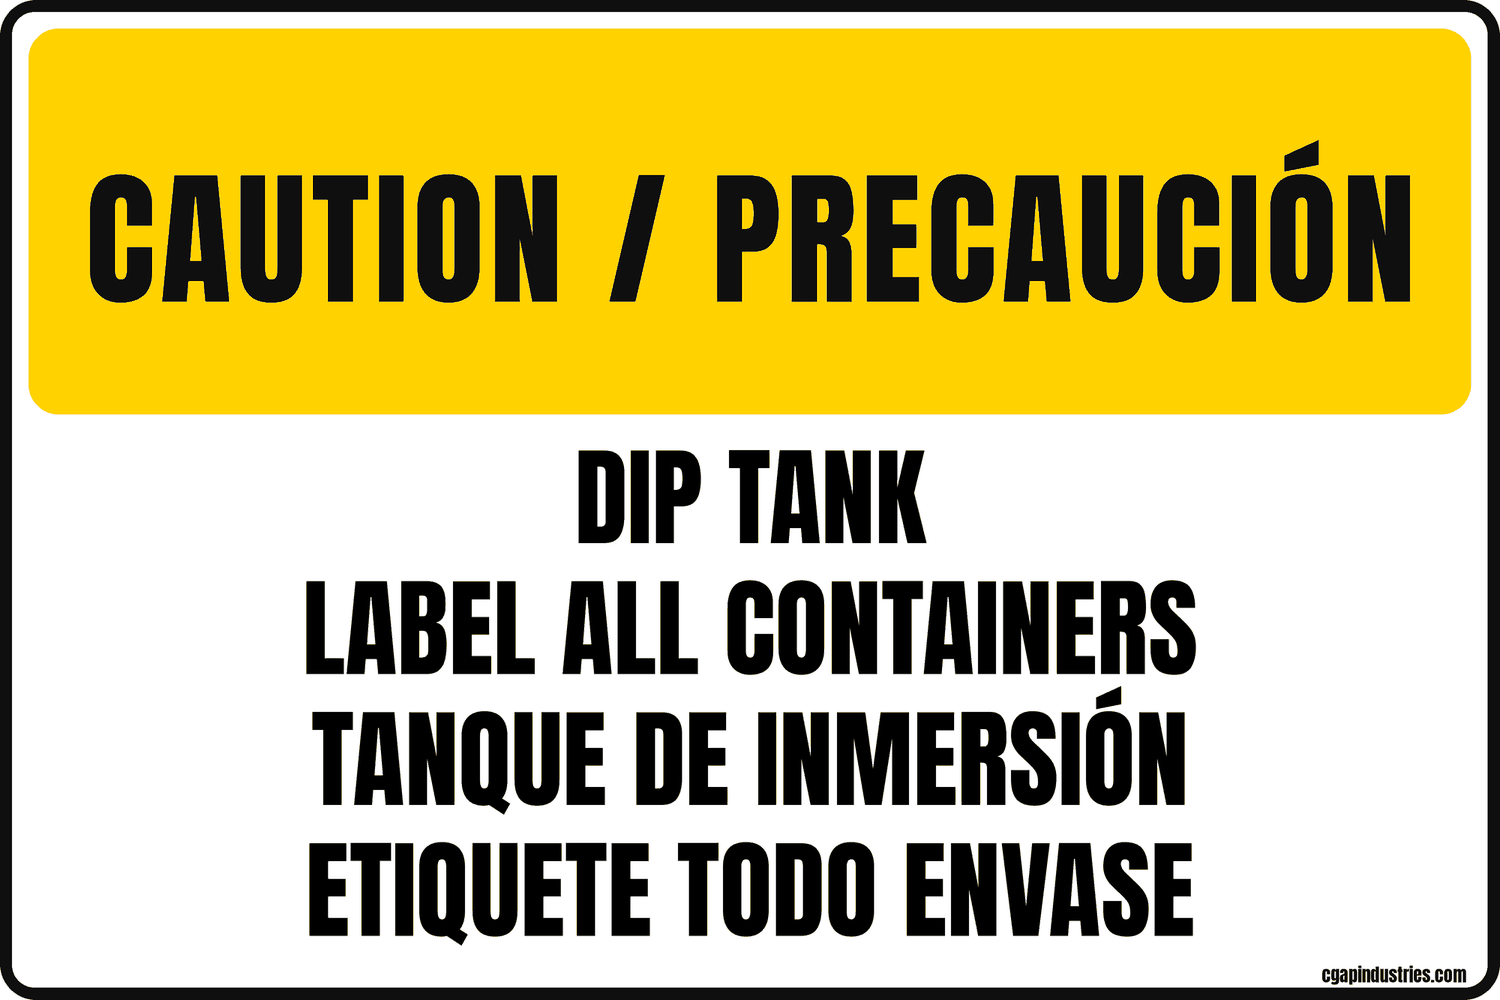 CAUTION / PRECAUCIÓN
DIP TANK
LABEL ALL CONTAINERS
TANQUE DE INMERSIÓN
ETIQUETE TODO ENVASE
cgapindustries.com